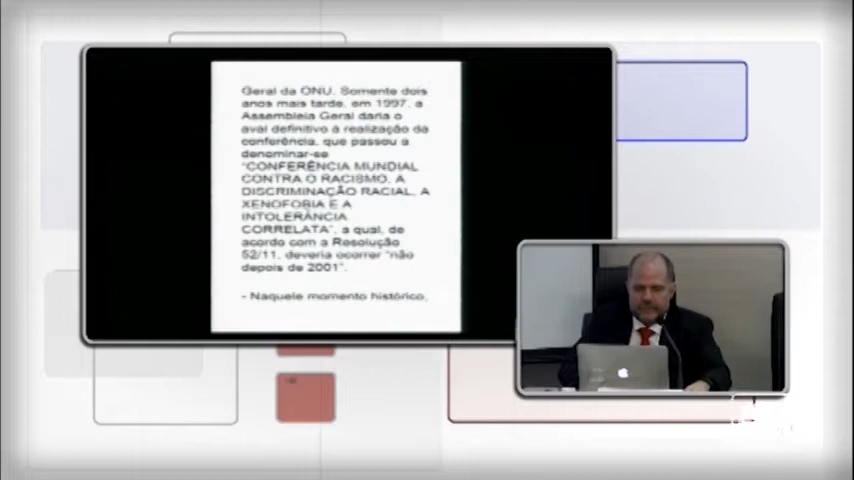 Geral da ONU. Somente dois
anos mais tarde, em 1997, a
Assembleia Geral daria o
aval definitivo à realização da
conferência, que passou a
denominar-se
"CONFERÊNCIA MUNDIAL
CONTRA O RACISMO, A
DISCRIMINAÇÃO RACIAL, A
XENOFOBIA E A
INTOLERÂNCIA
CORRELATA", a qual, de
acordo com a Resolução
52/11, deveria ocorrer "não
depois de 2001".
- Naquele momento histórico,